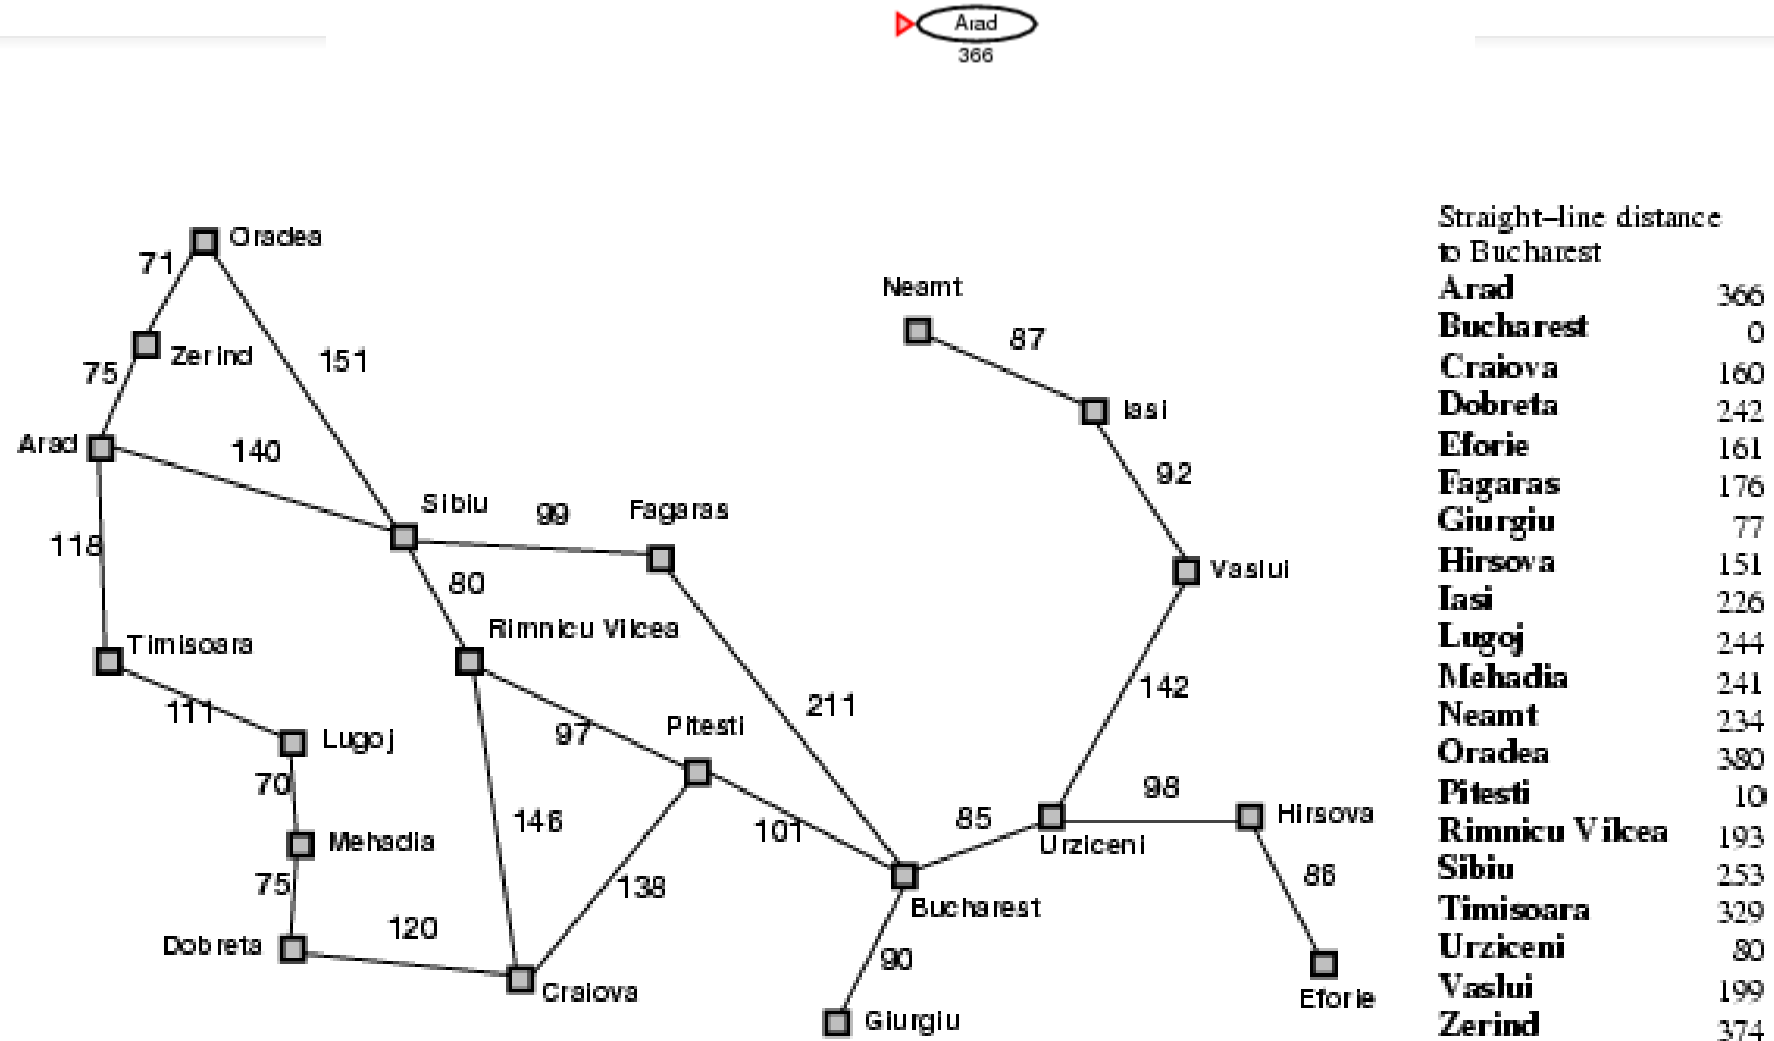 Arad
366
Oradea
71
Neamt
87
Zerind
151
75
Iasi
Arad
140
92
Sibiu
99
Fagaras
118
80
Vaslui
Rimnicu Vilcea
Timisoara
142
111
211
97
Pitesti
Lugoj
70
98
146
101
85
Hirsova
Mehadia
Urziceni
75
138
86
Bucharest
120
Dobreta
90
Craiova
Eforie
Giurgiu
Straight–line distance
to Bucharest
Arad 366
Bucharest 0
Craiova 160
Dobreta 242
Eforie 161
Fagaras 176
Giurgiu 77
Hirsova 151
Iasi 226
Lugoj 244
Mehadia 241
Neamt 234
Oradea 380
Pitesti 10
Rimnicu Vilcea 193
Sibiu 253
Timisoara 329
Urziceni 80
Vaslui 199
Zerind 374